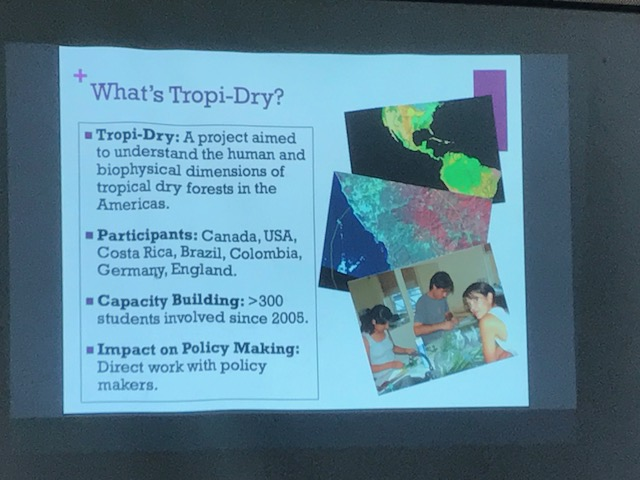 +
What's Tropi-Dry?
Tropi-Dry: A project aimed
to understand the human and
biophysical dimensions of
tropical dry forests in the
Americas.
Participants: Canada, USA,
Costa Rica, Brazil, Colombia,
Germany, England.
Capacity Building: >300
students involved since 2005.
Impact on Policy Making:
Direct work with policy
makers.